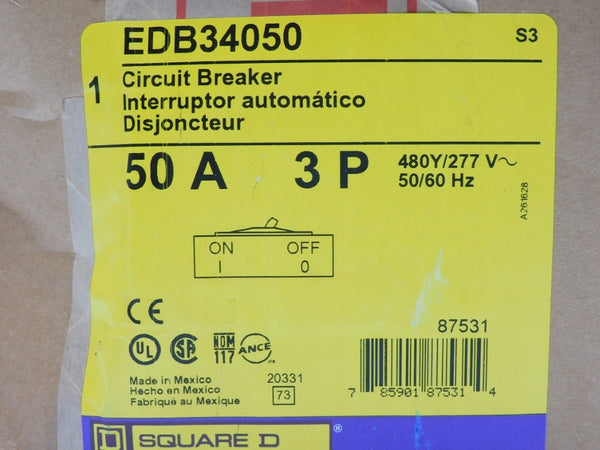 EDB34050
S3
1
Circuit Breaker
Interruptor automático
Disjoncteur
50 A 3 P 480Y/277 V~
50/60 Hz
A261628
ON OFF
I 0
CE
UL SA NOM 117 ANCE
87531
Made in Mexico
Hecho en Mexico
Fabriqué au Mexique
20331
73
7 85901 87531 4
D SQUARE D ®